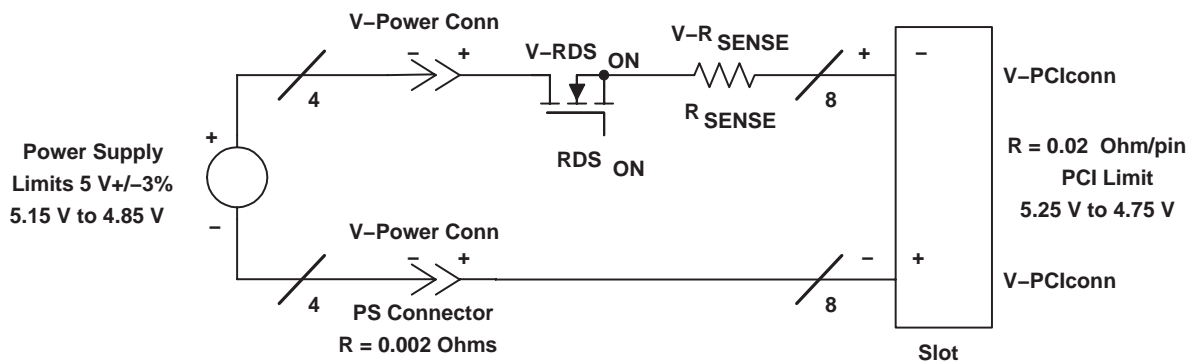 V–Power Conn
– +
4
V–RDS ON
RDS ON
V–R SENSE
R SENSE
8
+
–
V–PCIconn
R = 0.02 Ohm/pin
PCI Limit
5.25 V to 4.75 V
Power Supply
Limits 5 V+/–3%
5.15 V to 4.85 V
+
–
V–Power Conn
– +
4
PS Connector
R = 0.002 Ohms
–
+
8
V–PCIconn
Slot